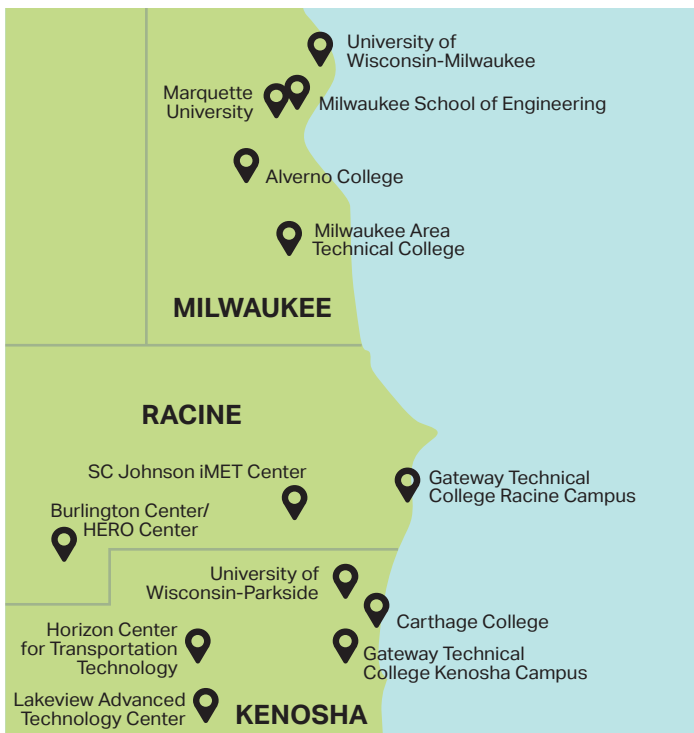 University of
Wisconsin-Milwaukee
Marquette
University
Milwaukee School of Engineering
Alverno College
Milwaukee Area
Technical College
MILWAUKEE
RACINE
SC Johnson iMET Center
Gateway Technical
College Racine Campus
Burlington Center/
HERO Center
University of
Wisconsin-Parkside
Carthage College
Horizon Center
for Transportation
Technology
Gateway Technical
College Kenosha Campus
Lakeview Advanced
Technology Center
KENOSHA